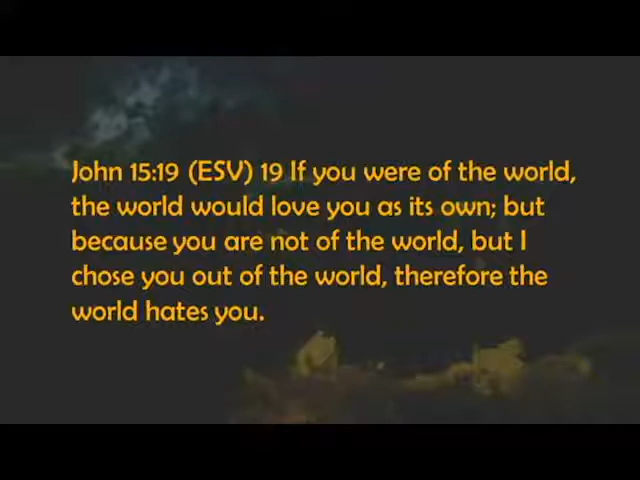 John 15:19 (ESV) 19 If you were of the world,
the world would love you as its own; but
because you are not of the world, but I
chose you out of the world, therefore the
world hates you.